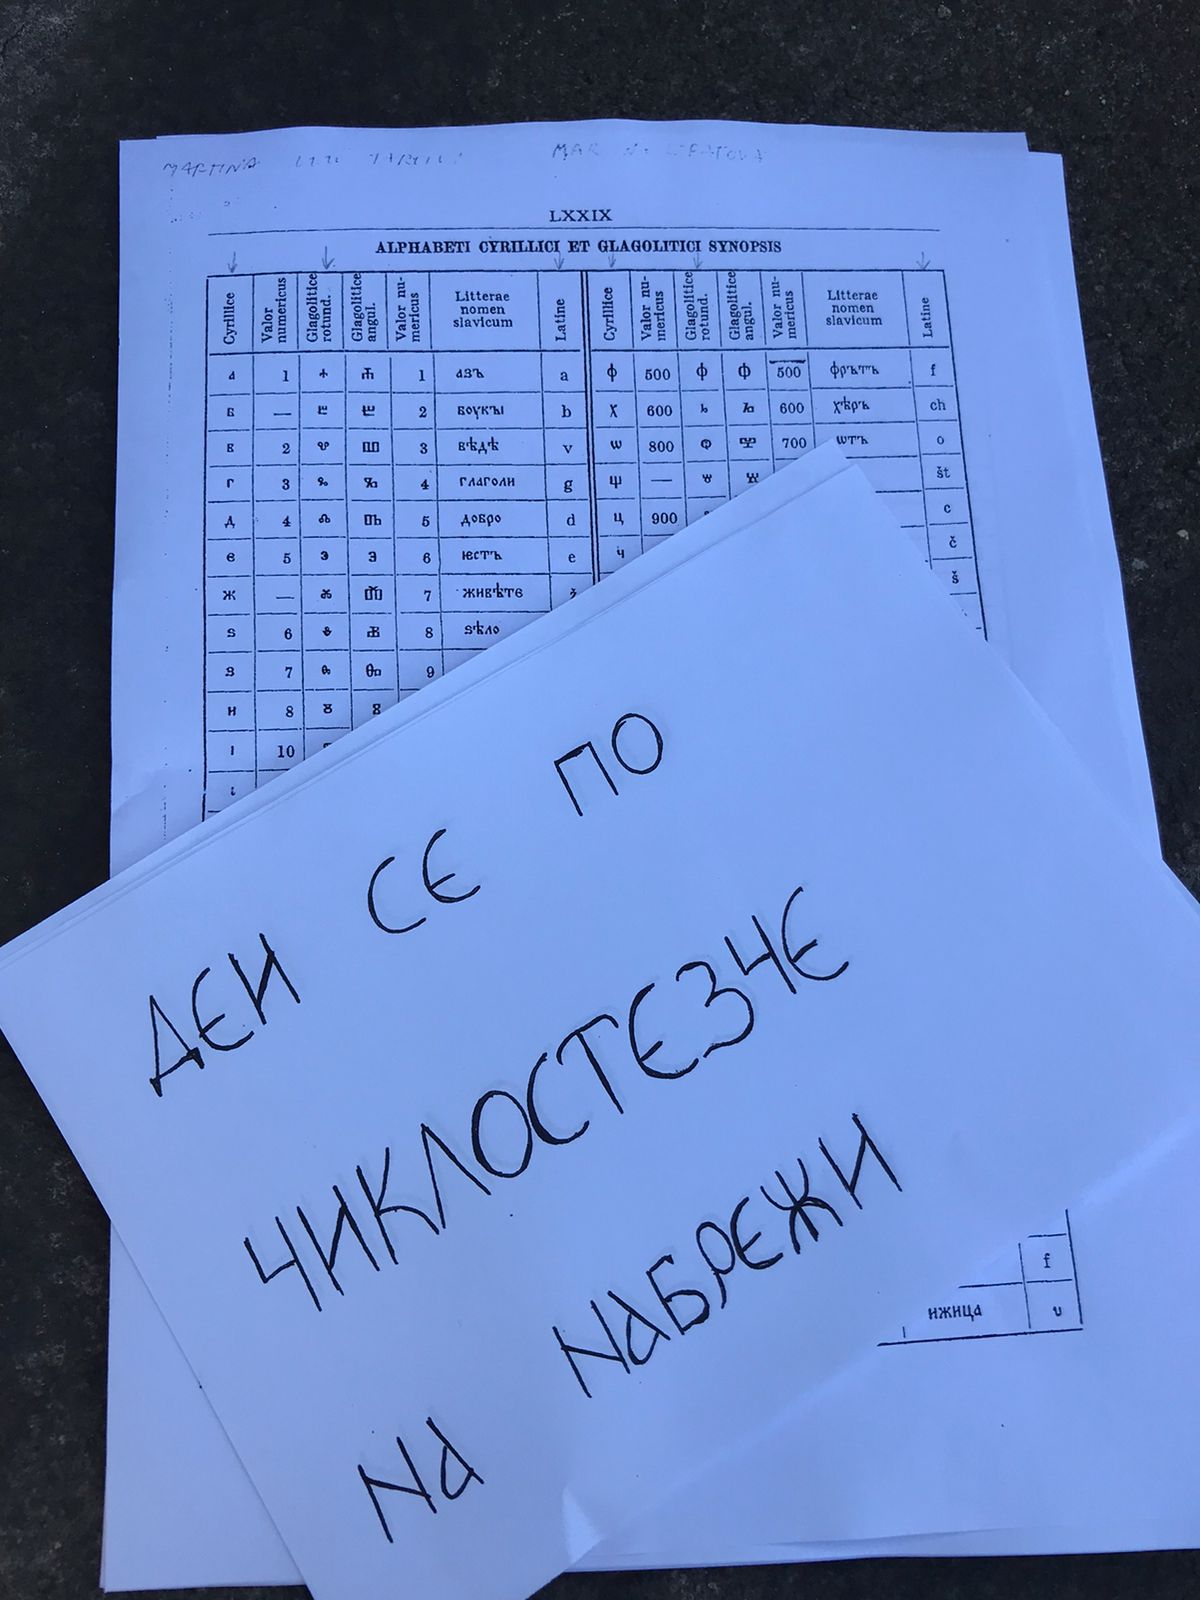 LXXIX
ALPHABETI CYRILLICI ET GLAGOLITICI SYNOPSIS
Cyrillice Valor numericus Glagolitice rotund. Glagolitice angul. Valor numericus Litterae nomen slavicum Latine Cyrillice Valor numericus Glagolitice rotund. Glagolitice angul. Valor numericus Litterae nomen slavicum Latine
а 1 ⰰ ⰰ 1 азъ a ф 500 ⱇ ⱇ 500 фрътъ f
б — ⰱ ⰱ 2 боукꙑ b х 600 ⱈ ⱈ 600 хѣръ ch
в 2 ⰲ ⰲ 3 вѣдѣ v ѡ 800 ⱉ ⱉ 700 ѡтъ o
г 3 ⰳ ⰳ 4 глаголи g щ — ⱋ ⱋ št
д 4 ⰴ ⰴ 5 добро d ц 900 c
е 5 ⰵ ⰵ 6 ѥстъ e ч č
ж — ⰶ ⰶ 7 живѣте š
ѕ 6 ⰷ ⰷ 8 ѕѣло
з 7 ⰸ ⰸ 9
и 8 ⰻ ⰻ
і 10
ꙇ
ДЕИ СЕ ПО
ЧИКЛОСТЕЗЧЕ
Nа NаБРЕЖИ
f
ижица υ